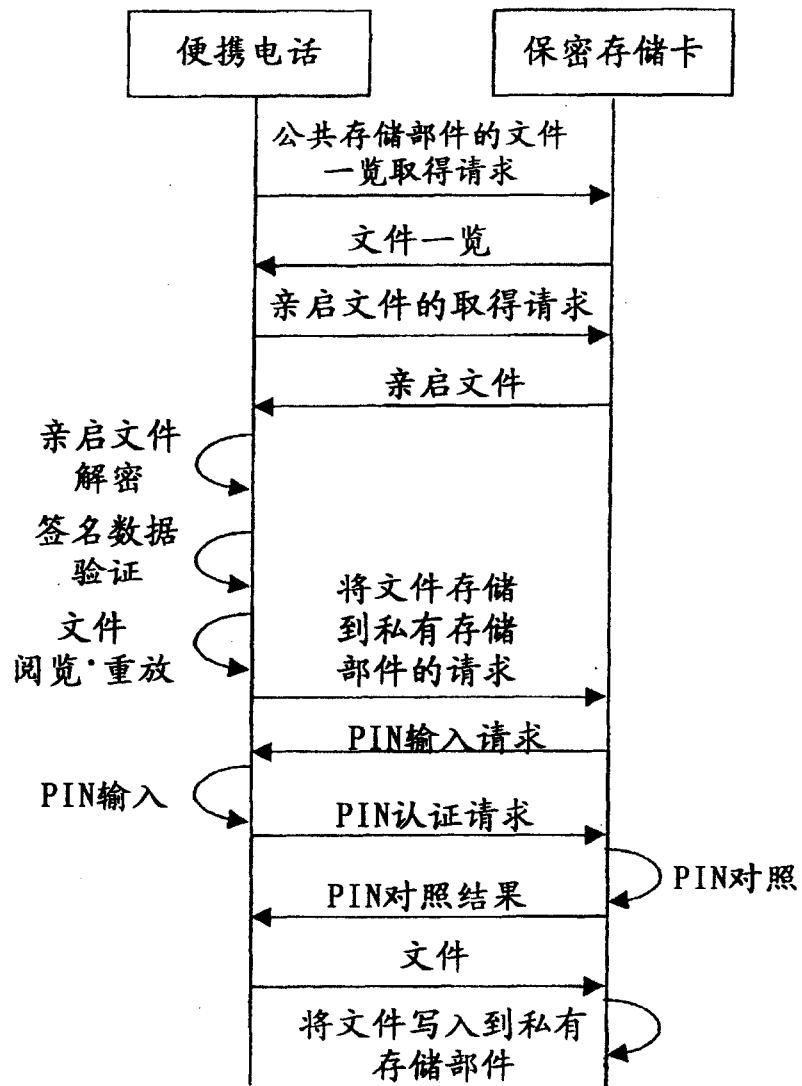 便携电话
保密存储卡
公共存储部件的文件
一览取得请求
文件一览
亲启文件的取得请求
亲启文件
亲启文件
解密
签名数据
验证
文件
阅览·重放
将文件存储
到私有存储
部件的请求
PIN输入请求
PIN输入
PIN认证请求
PIN对照
PIN对照结果
文件
将文件写入到私有
存储部件